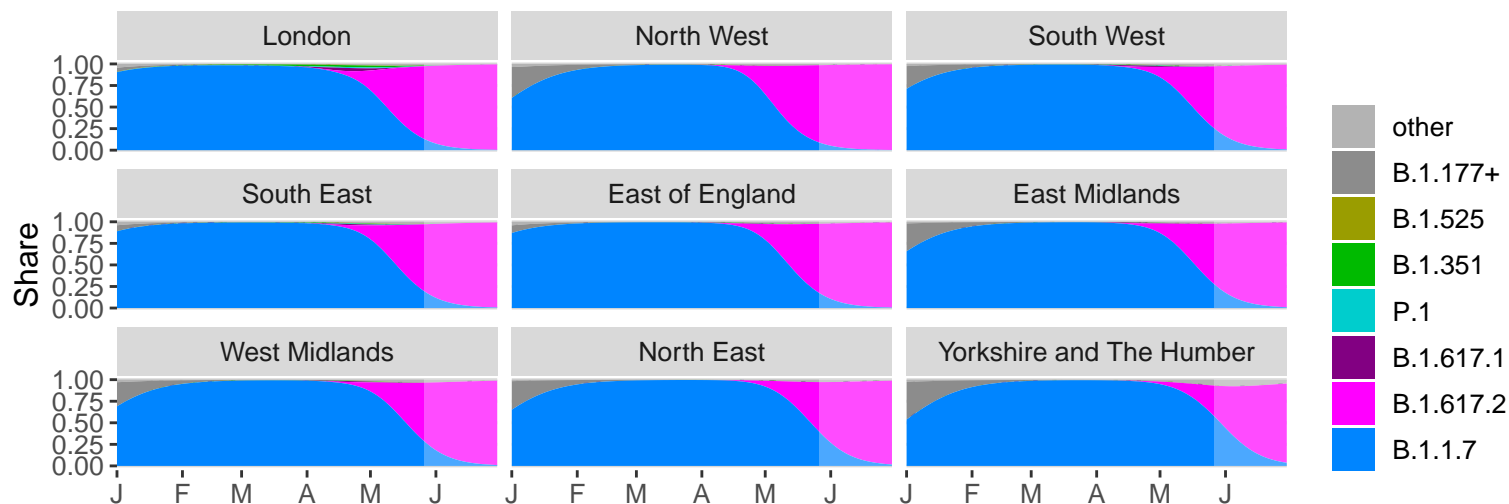 London North West South West
1.00
0.75
0.50
0.25
0.00
South East East of England East Midlands
1.00
0.75
0.50
0.25
0.00
West Midlands North East Yorkshire and The Humber
1.00
0.75
0.50
0.25
0.00
J F M A M J J F M A M J J F M A M J
Share
other
B.1.177+
B.1.525
B.1.351
P.1
B.1.617.1
B.1.617.2
B.1.1.7